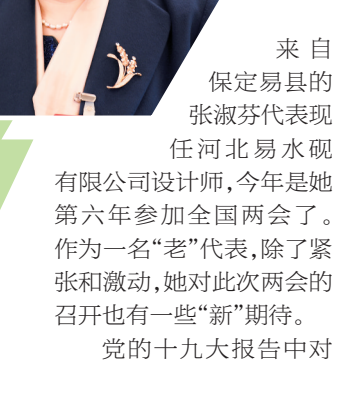 来自
保定易县的
张淑芬代表现
任河北易水砚
有限公司设计师,今年是她
第六年参加全国两会了。
作为一名“老”代表,除了紧
张和激动,她对此次两会的
召开也有一些“新”期待。
党的十九大报告中对